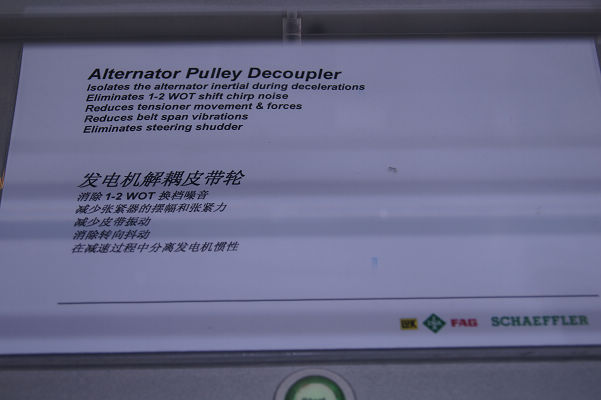 Alternator Pulley Decoupler
Isolates the alternator inertial during decelerations
Eliminates 1-2 WOT shift chirp noise
Reduces tensioner movement & forces
Reduces belt span vibrations
Eliminates steering shudder
发电机解耦皮带轮
消除 1-2 WOT 换档噪音
减少张紧器的摆幅和张紧力
减少皮带振动
消除转向抖动
在减速过程中分离发电机惯性
LUK FAG SCHAEFFLER